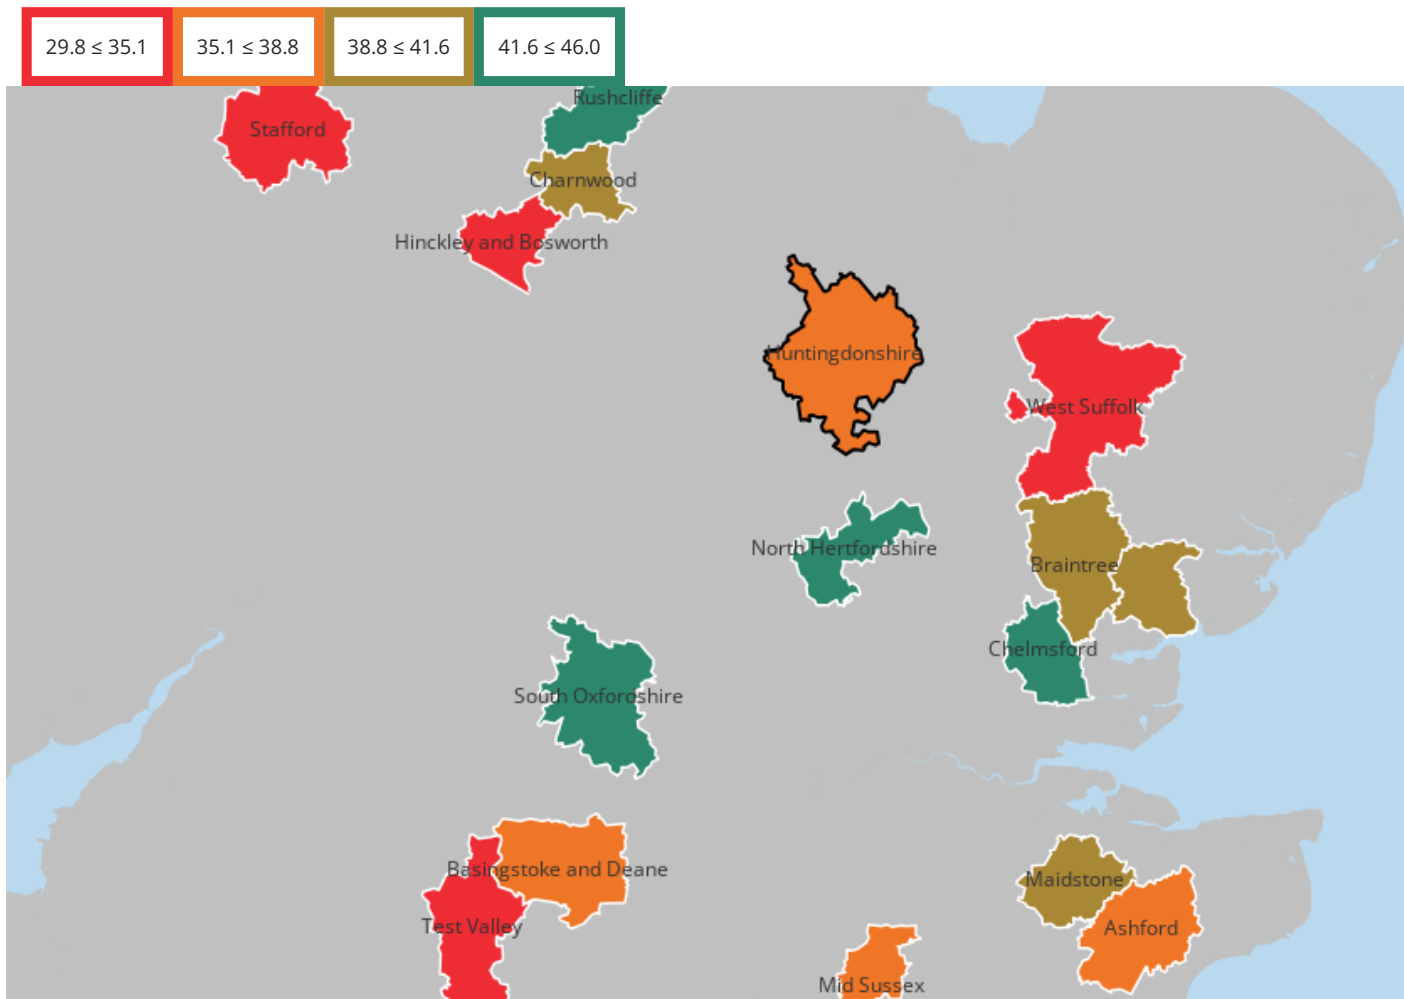 29.8 ≤ 35.1
35.1 ≤ 38.8
38.8 ≤ 41.6
41.6 ≤ 46.0
Rushcliffe
Stafford
Charnwood
Hinckley and Bosworth
Huntingdonshire
West Suffolk
North Hertfordshire
Braintree
Chelmsford
South Oxfordshire
Basingstoke and Deane
Maidstone
Test Valley
Ashford
Mid Sussex